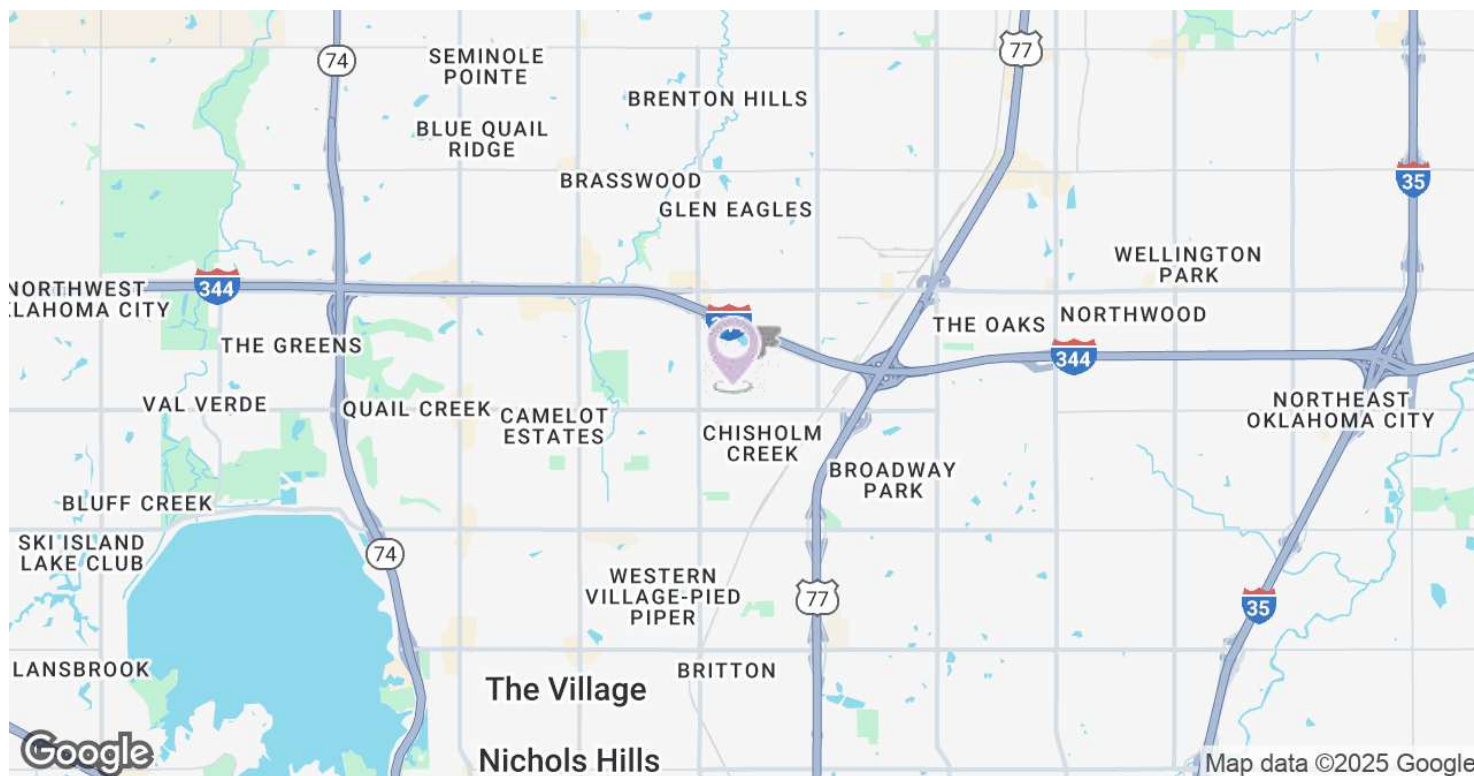 74
SEMINOLE
POINTE
77
BRENTON HILLS
BLUE QUAIL
RIDGE
BRASSWOOD
35
GLEN EAGLES
WELLINGTON
PARK
NORTHWEST
KLAHOMA CITY
344
THE OAKS
NORTHWOOD
THE GREENS
344
VAL VERDE
QUAIL CREEK
CAMELOT
ESTATES
NORTHEAST
OKLAHOMA CITY
CHISHOLM
CREEK
BROADWAY
PARK
BLUFF CREEK
SKI ISLAND
LAKE CLUB
74
WESTERN
VILLAGE-PIED
PIPER
77
35
LANSBROOK
BRITTON
The Village
Nichols Hills
Google
Map data ©2025 Google